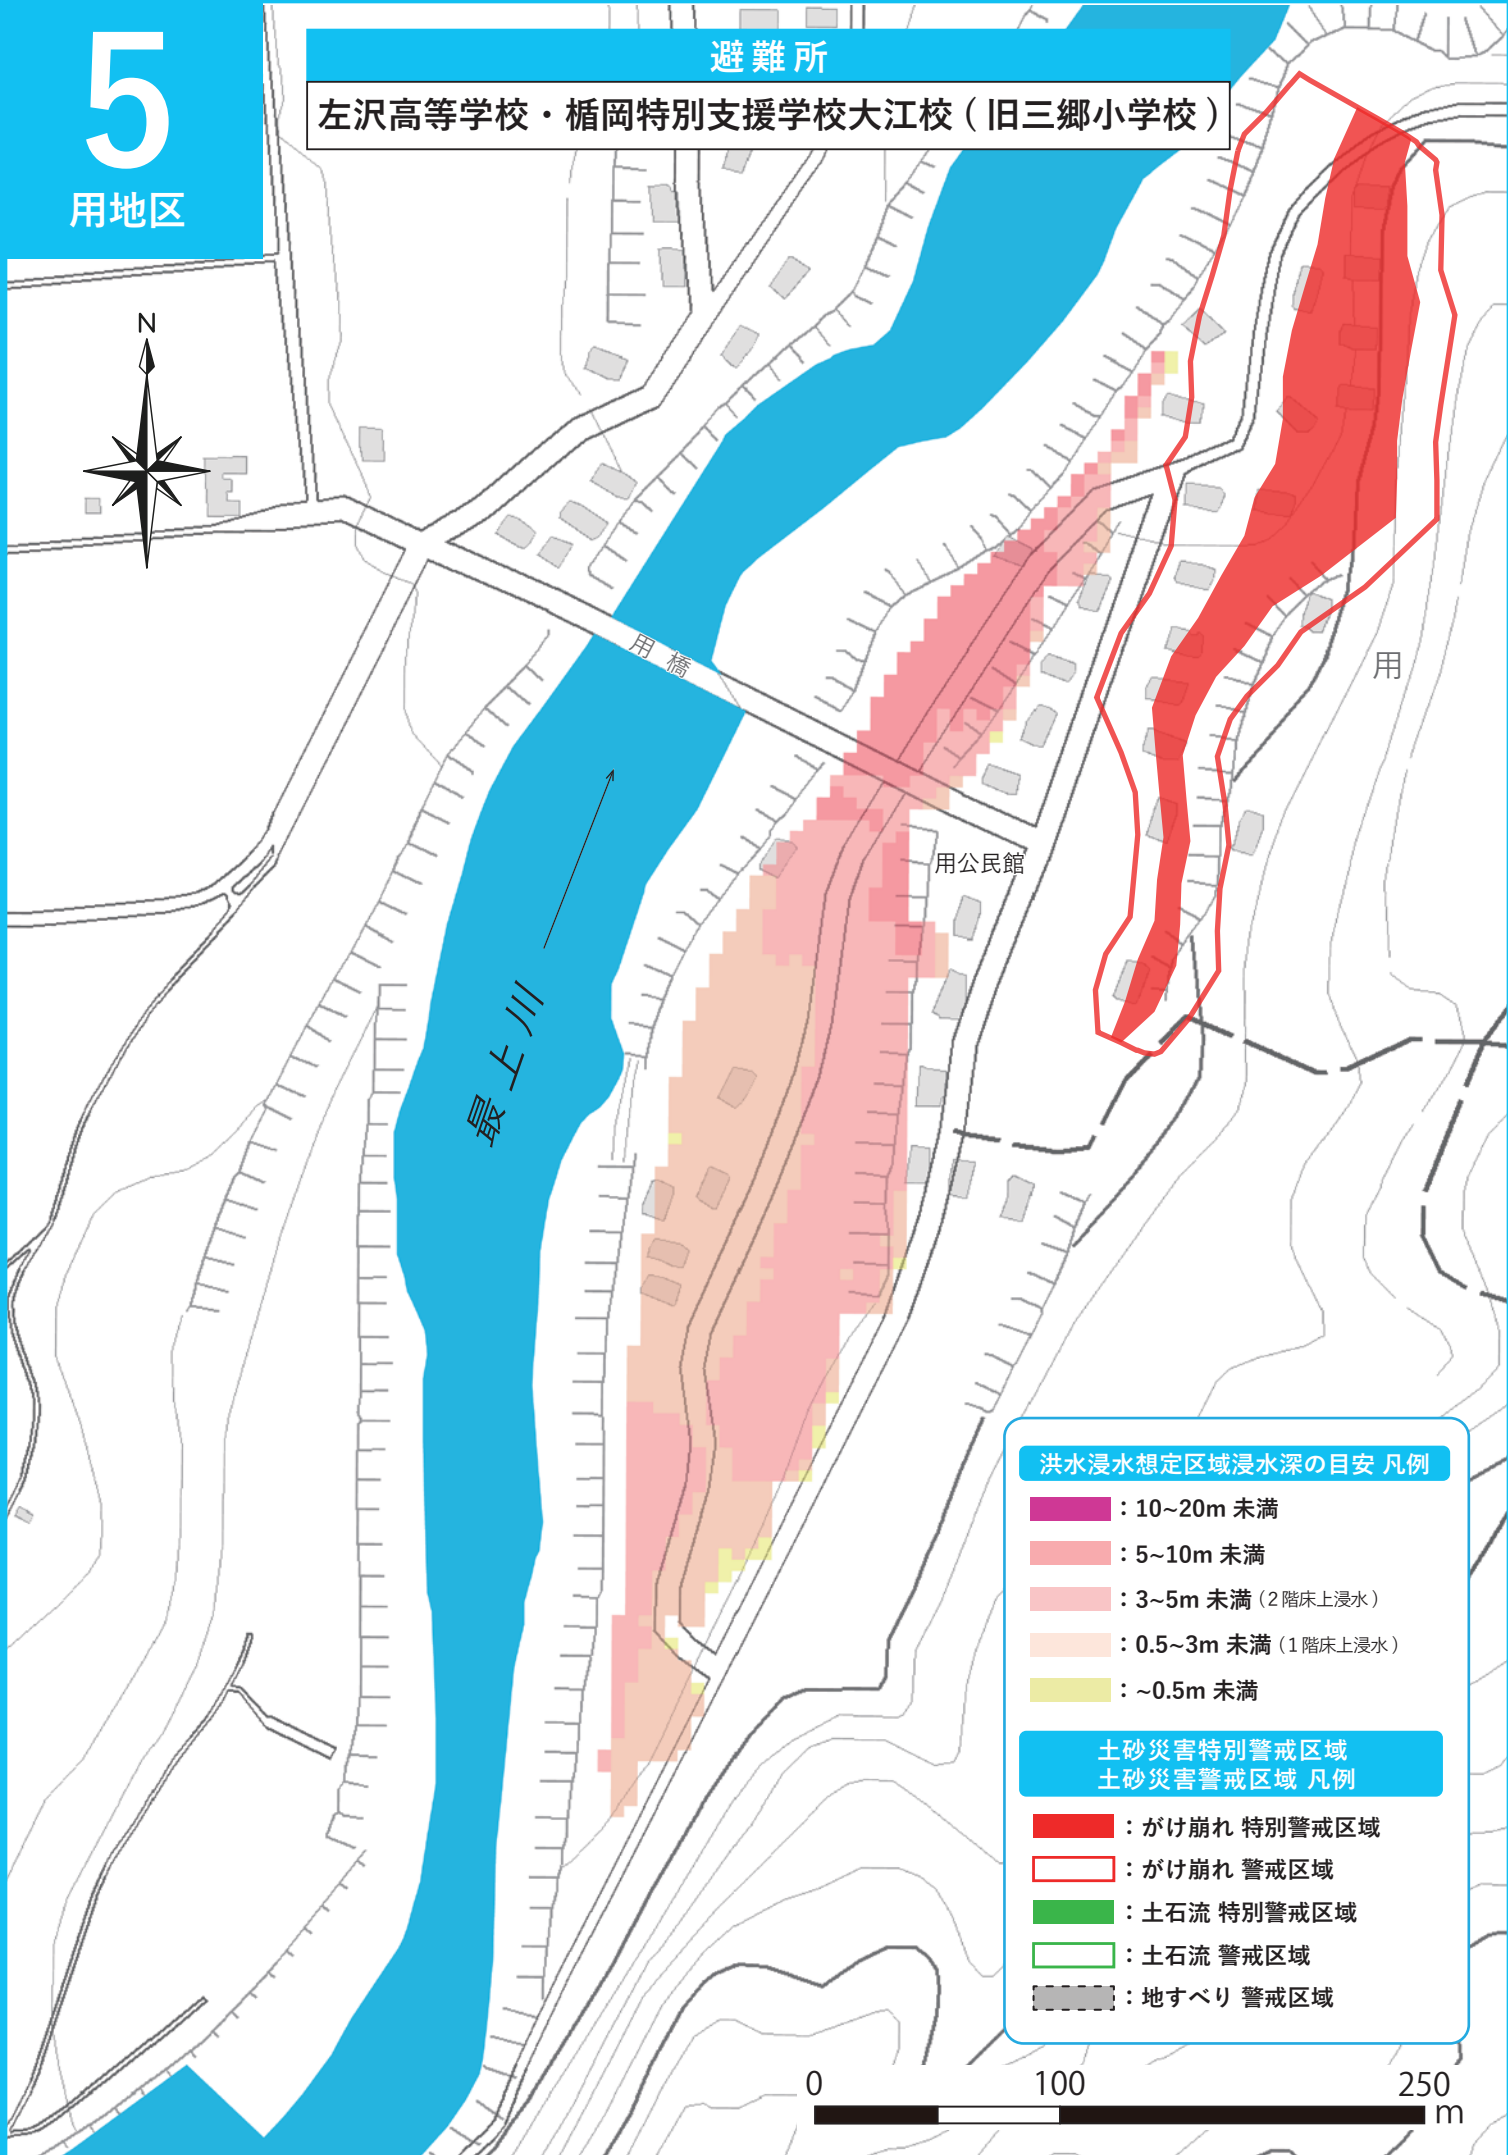 5
用地区
避難所
左沢高等学校・楯岡特別支援学校大江校(旧三郷小学校)
N
用橋
用
用公民館
最上川
洪水浸水想定区域浸水深の目安 凡例
：10~20m 未満
：5~10m 未満
：3~5m 未満（2階床上浸水）
：0.5~3m 未満（1階床上浸水）
：~0.5m 未満
土砂災害特別警戒区域
土砂災害警戒区域 凡例
：がけ崩れ 特別警戒区域
：がけ崩れ 警戒区域
：土石流 特別警戒区域
：土石流 警戒区域
：地すべり 警戒区域
0 100 250
m